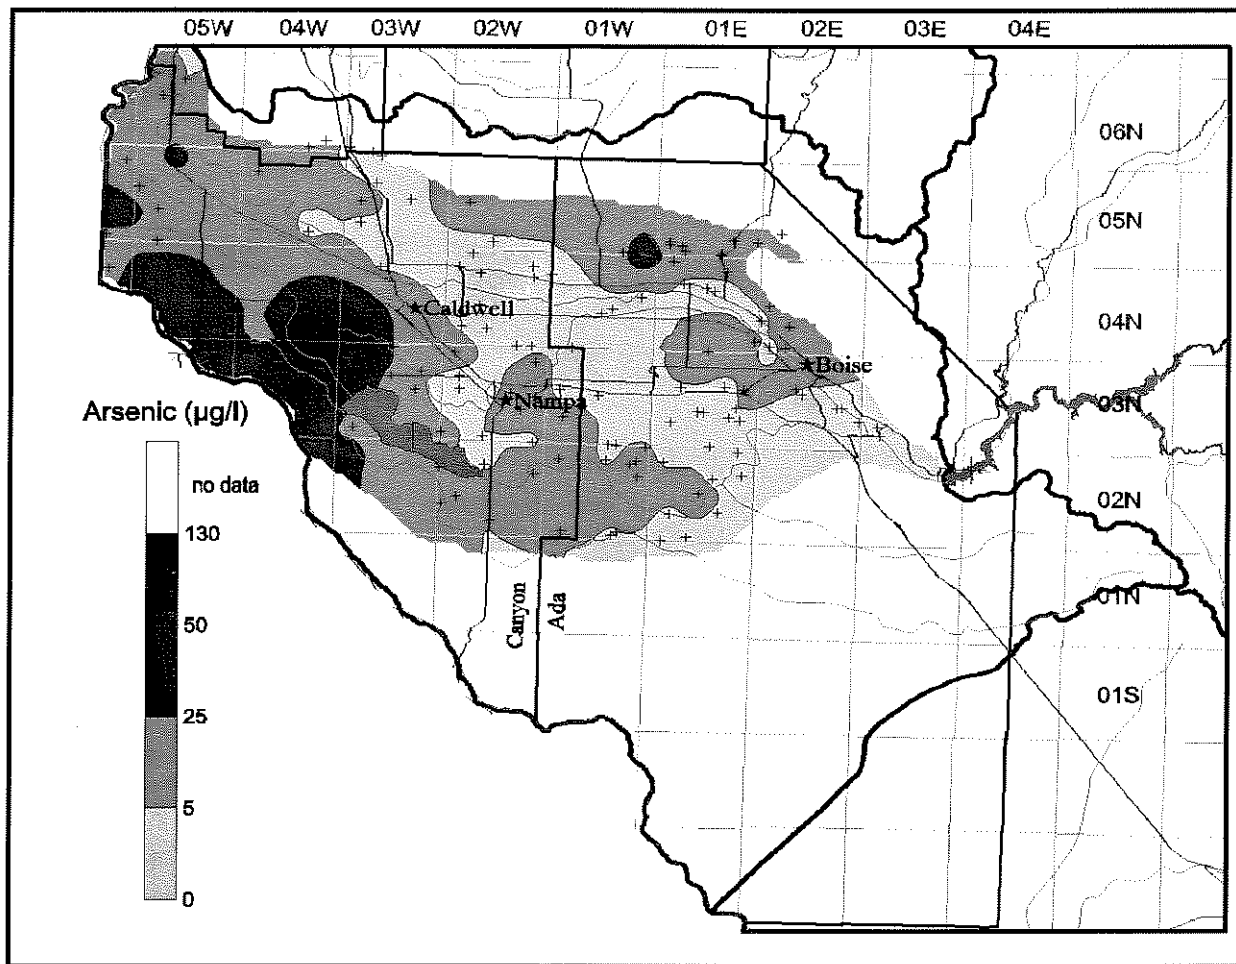 05W 04W 03W 02W 01W 01E 02E 03E 04E
06N
05N
04N
Caldwell
Boise
Nampa
03N
Arsenic (µg/l)
no data
02N
130
50
Canyon
Ada
01N
25
01S
5
0